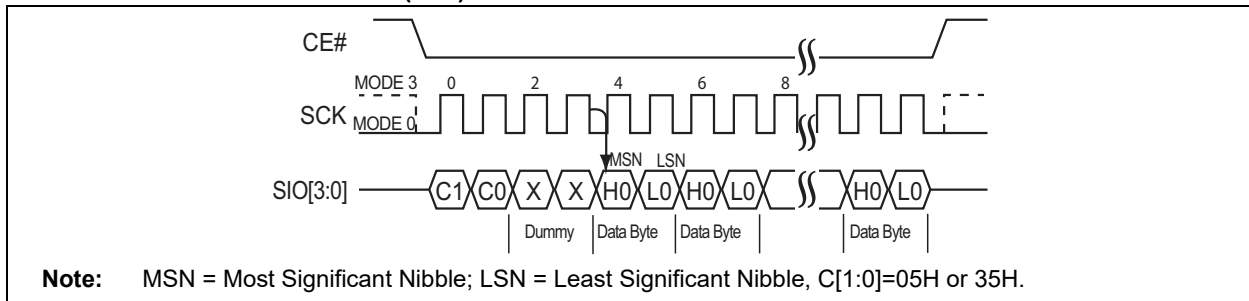 CE#
MODE 3 0 2 4 6 8
SCK MODE 0
MSN LSN
SIO[3:0] C1 C0 X X H0 L0 H0 L0 H0 L0
Dummy Data Byte Data Byte Data Byte
Note: MSN = Most Significant Nibble; LSN = Least Significant Nibble, C[1:0]=05H or 35H.